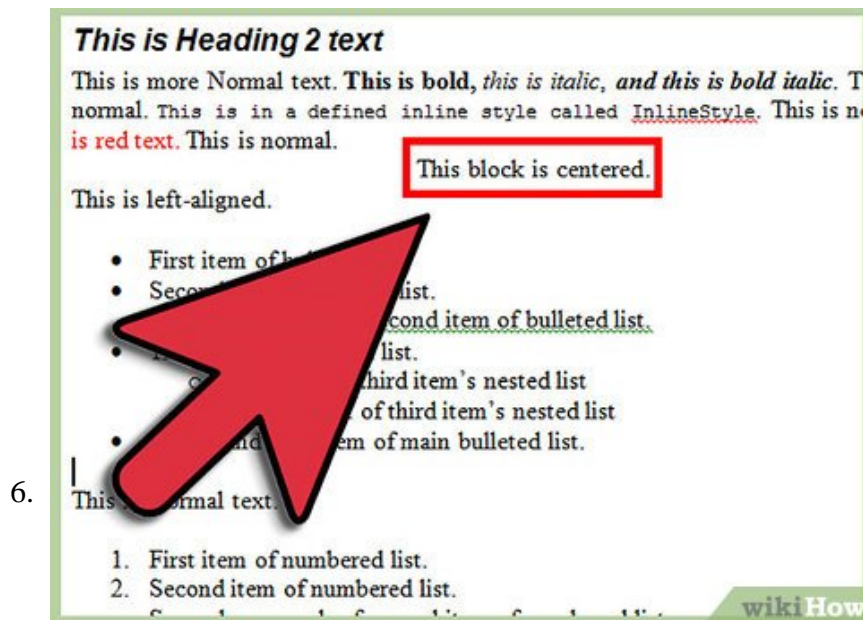 This is Heading 2 text
This is more Normal text. This is bold, this is italic, and this is bold italic. T
normal. This is in a defined inline style called InlineStyle. This is no
is red text. This is normal.
This block is centered.
This is left-aligned.
• First item of
• list.
cond item of bulleted list.
• list.
third item's nested list
of third item's nested list
• em of main bulleted list.
6.
This normal text.
1. First item of numbered list.
2. Second item of numbered list.
wikiHow